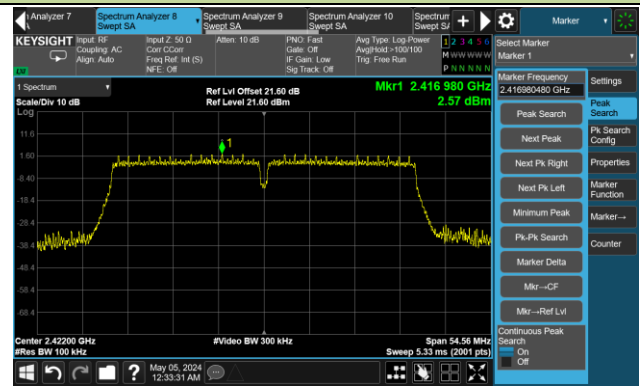 1 Analyzer 7
Spectrum Analyzer 8
Swept SA
Spectrum Analyzer 9
Swept SA
Spectrum Analyzer 10
Swept SA
Spectrum
Swept SA
Marker
KEYSIGHT
Input: RF
Coupling: AC
Align: Auto
Input Z: 50 Ω
Corr CCorr
Freq Ref: Int (S)
NFE: Off
Atten: 10 dB
PNO: Fast
Gate: Off
IF Gain: Low
Sig Track: Off
Avg Type: Log-Power
Avg|Hold:>100/100
Trig: Free Run
1 2 3 4 5 6
M W W W W W
P N N N N N
Select Marker
Marker 1
1 Spectrum
Scale/Div 10 dB
Log
Ref Lvl Offset 21.60 dB
Ref Level 21.60 dBm
Mkr1 2.416 980 GHz
2.57 dBm
11.6
1.60
-8.40
-18.4
-28.4
-38.4
-48.4
-58.4
-68.4
1
Center 2.42200 GHz
#Res BW 100 kHz
#Video BW 300 kHz
Span 54.56 MHz
Sweep 5.33 ms (2001 pts)
Marker Frequency
2.416980480 GHz
Peak Search
Next Peak
Next Pk Right
Next Pk Left
Minimum Peak
Pk-Pk Search
Marker Delta
Mkr→CF
Mkr→Ref Lvl
Continuous Peak
Search
On
Off
Settings
Peak
Search
Pk Search
Config
Properties
Marker
Function
Marker→
Counter
May 05, 2024
12:33:31 AM